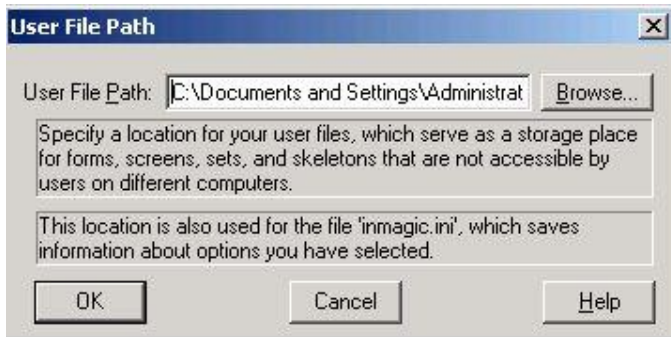 User File Path
User File Path: C:\Documents and Settings\Administrat Browse...
Specify a location for your user files, which serve as a storage place
for forms, screens, sets, and skeletons that are not accessible by
users on different computers.
This location is also used for the file 'inmagic.ini', which saves
information about options you have selected.
OK Cancel Help